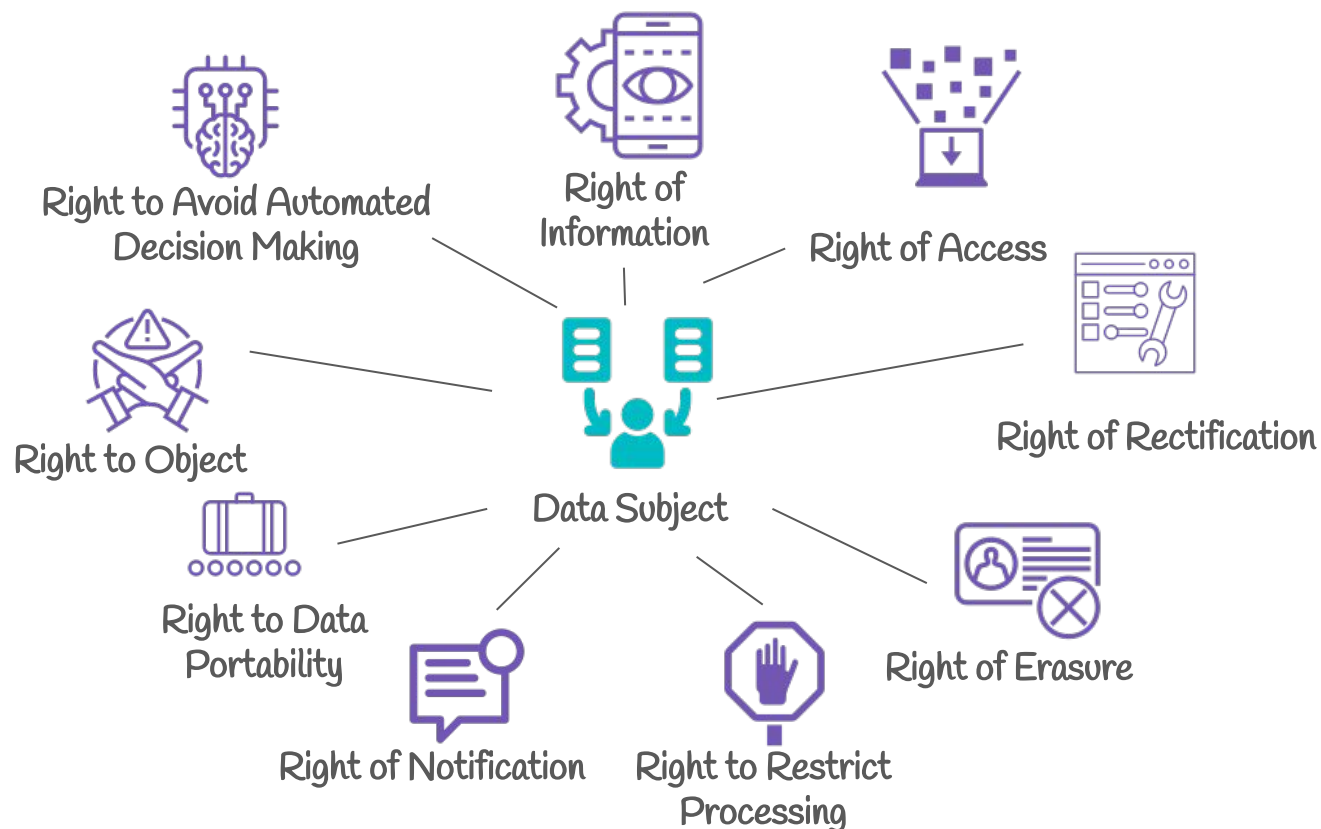 Right to Avoid Automated
Decision Making
Right of
Information
Right of Access
Right of Rectification
Right to Object
Data Subject
Right to Data
Portability
Right of Erasure
Right of Notification
Right to Restrict
Processing